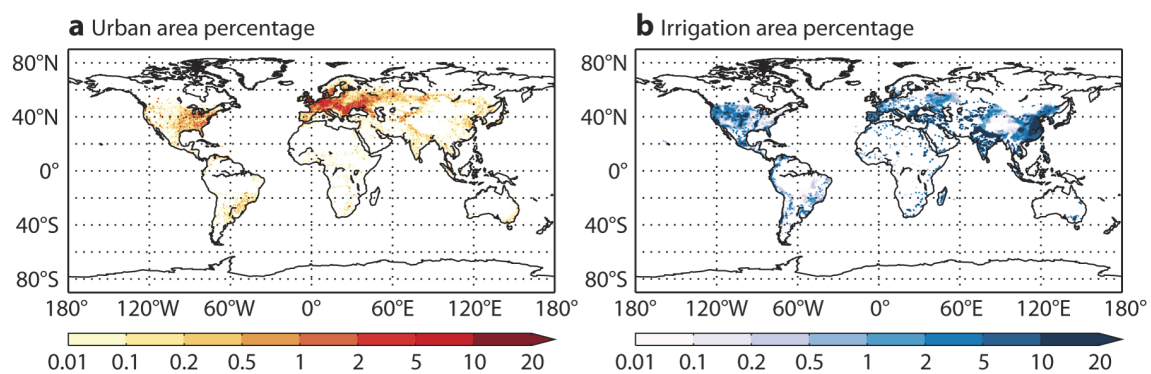 a Urban area percentage
b Irrigation area percentage
80°N
40°N
0°
40°S
80°S
180° 120°W 60°W 0° 60°E 120°E 180°
0.01 0.1 0.2 0.5 1 2 5 10 20
80°N
40°N
0°
40°S
80°S
180° 120°W 60°W 0° 60°E 120°E 180°
0.01 0.1 0.2 0.5 1 2 5 10 20